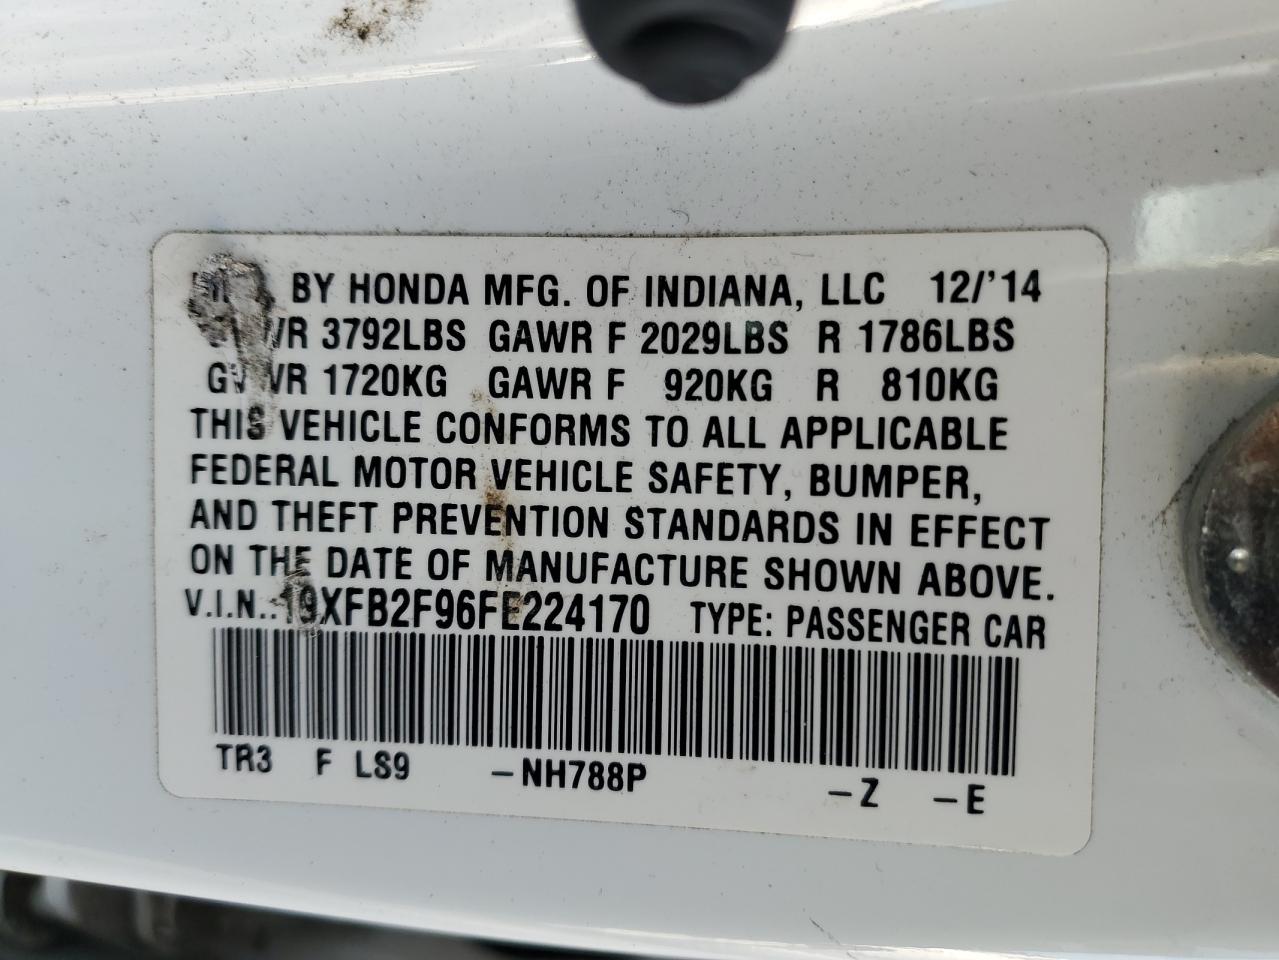 BY HONDA MFG. OF INDIANA, LLC 12/'14
GVWR 3792LBS GAWR F 2029LBS R 1786LBS
GVWR 1720KG GAWR F 920KG R 810KG
THIS VEHICLE CONFORMS TO ALL APPLICABLE
FEDERAL MOTOR VEHICLE SAFETY, BUMPER,
AND THEFT PREVENTION STANDARDS IN EFFECT
ON THE DATE OF MANUFACTURE SHOWN ABOVE.
V.I.N.: 19XFB2F96FE224170 TYPE: PASSENGER CAR
TR3 F LS9 –NH788P –Z –E